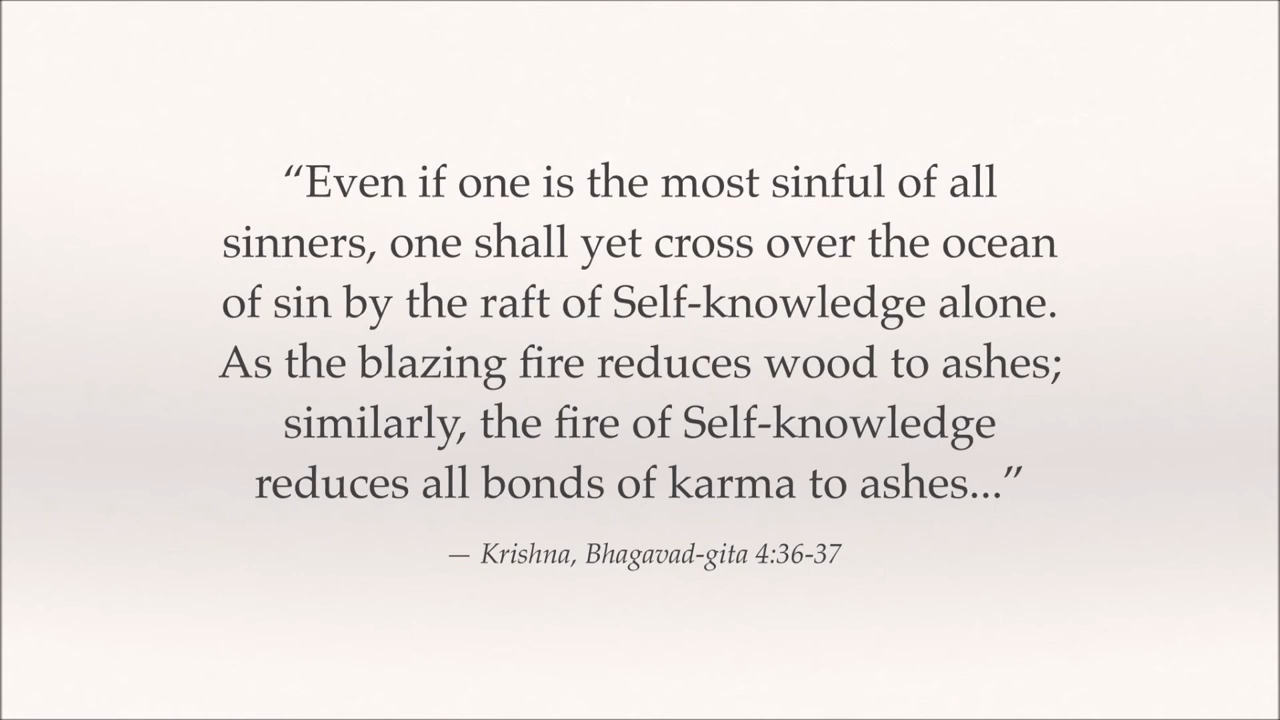 “Even if one is the most sinful of all
sinners, one shall yet cross over the ocean
of sin by the raft of Self-knowledge alone.
As the blazing fire reduces wood to ashes;
similarly, the fire of Self-knowledge
reduces all bonds of karma to ashes...”
— Krishna, Bhagavad-gita 4:36-37